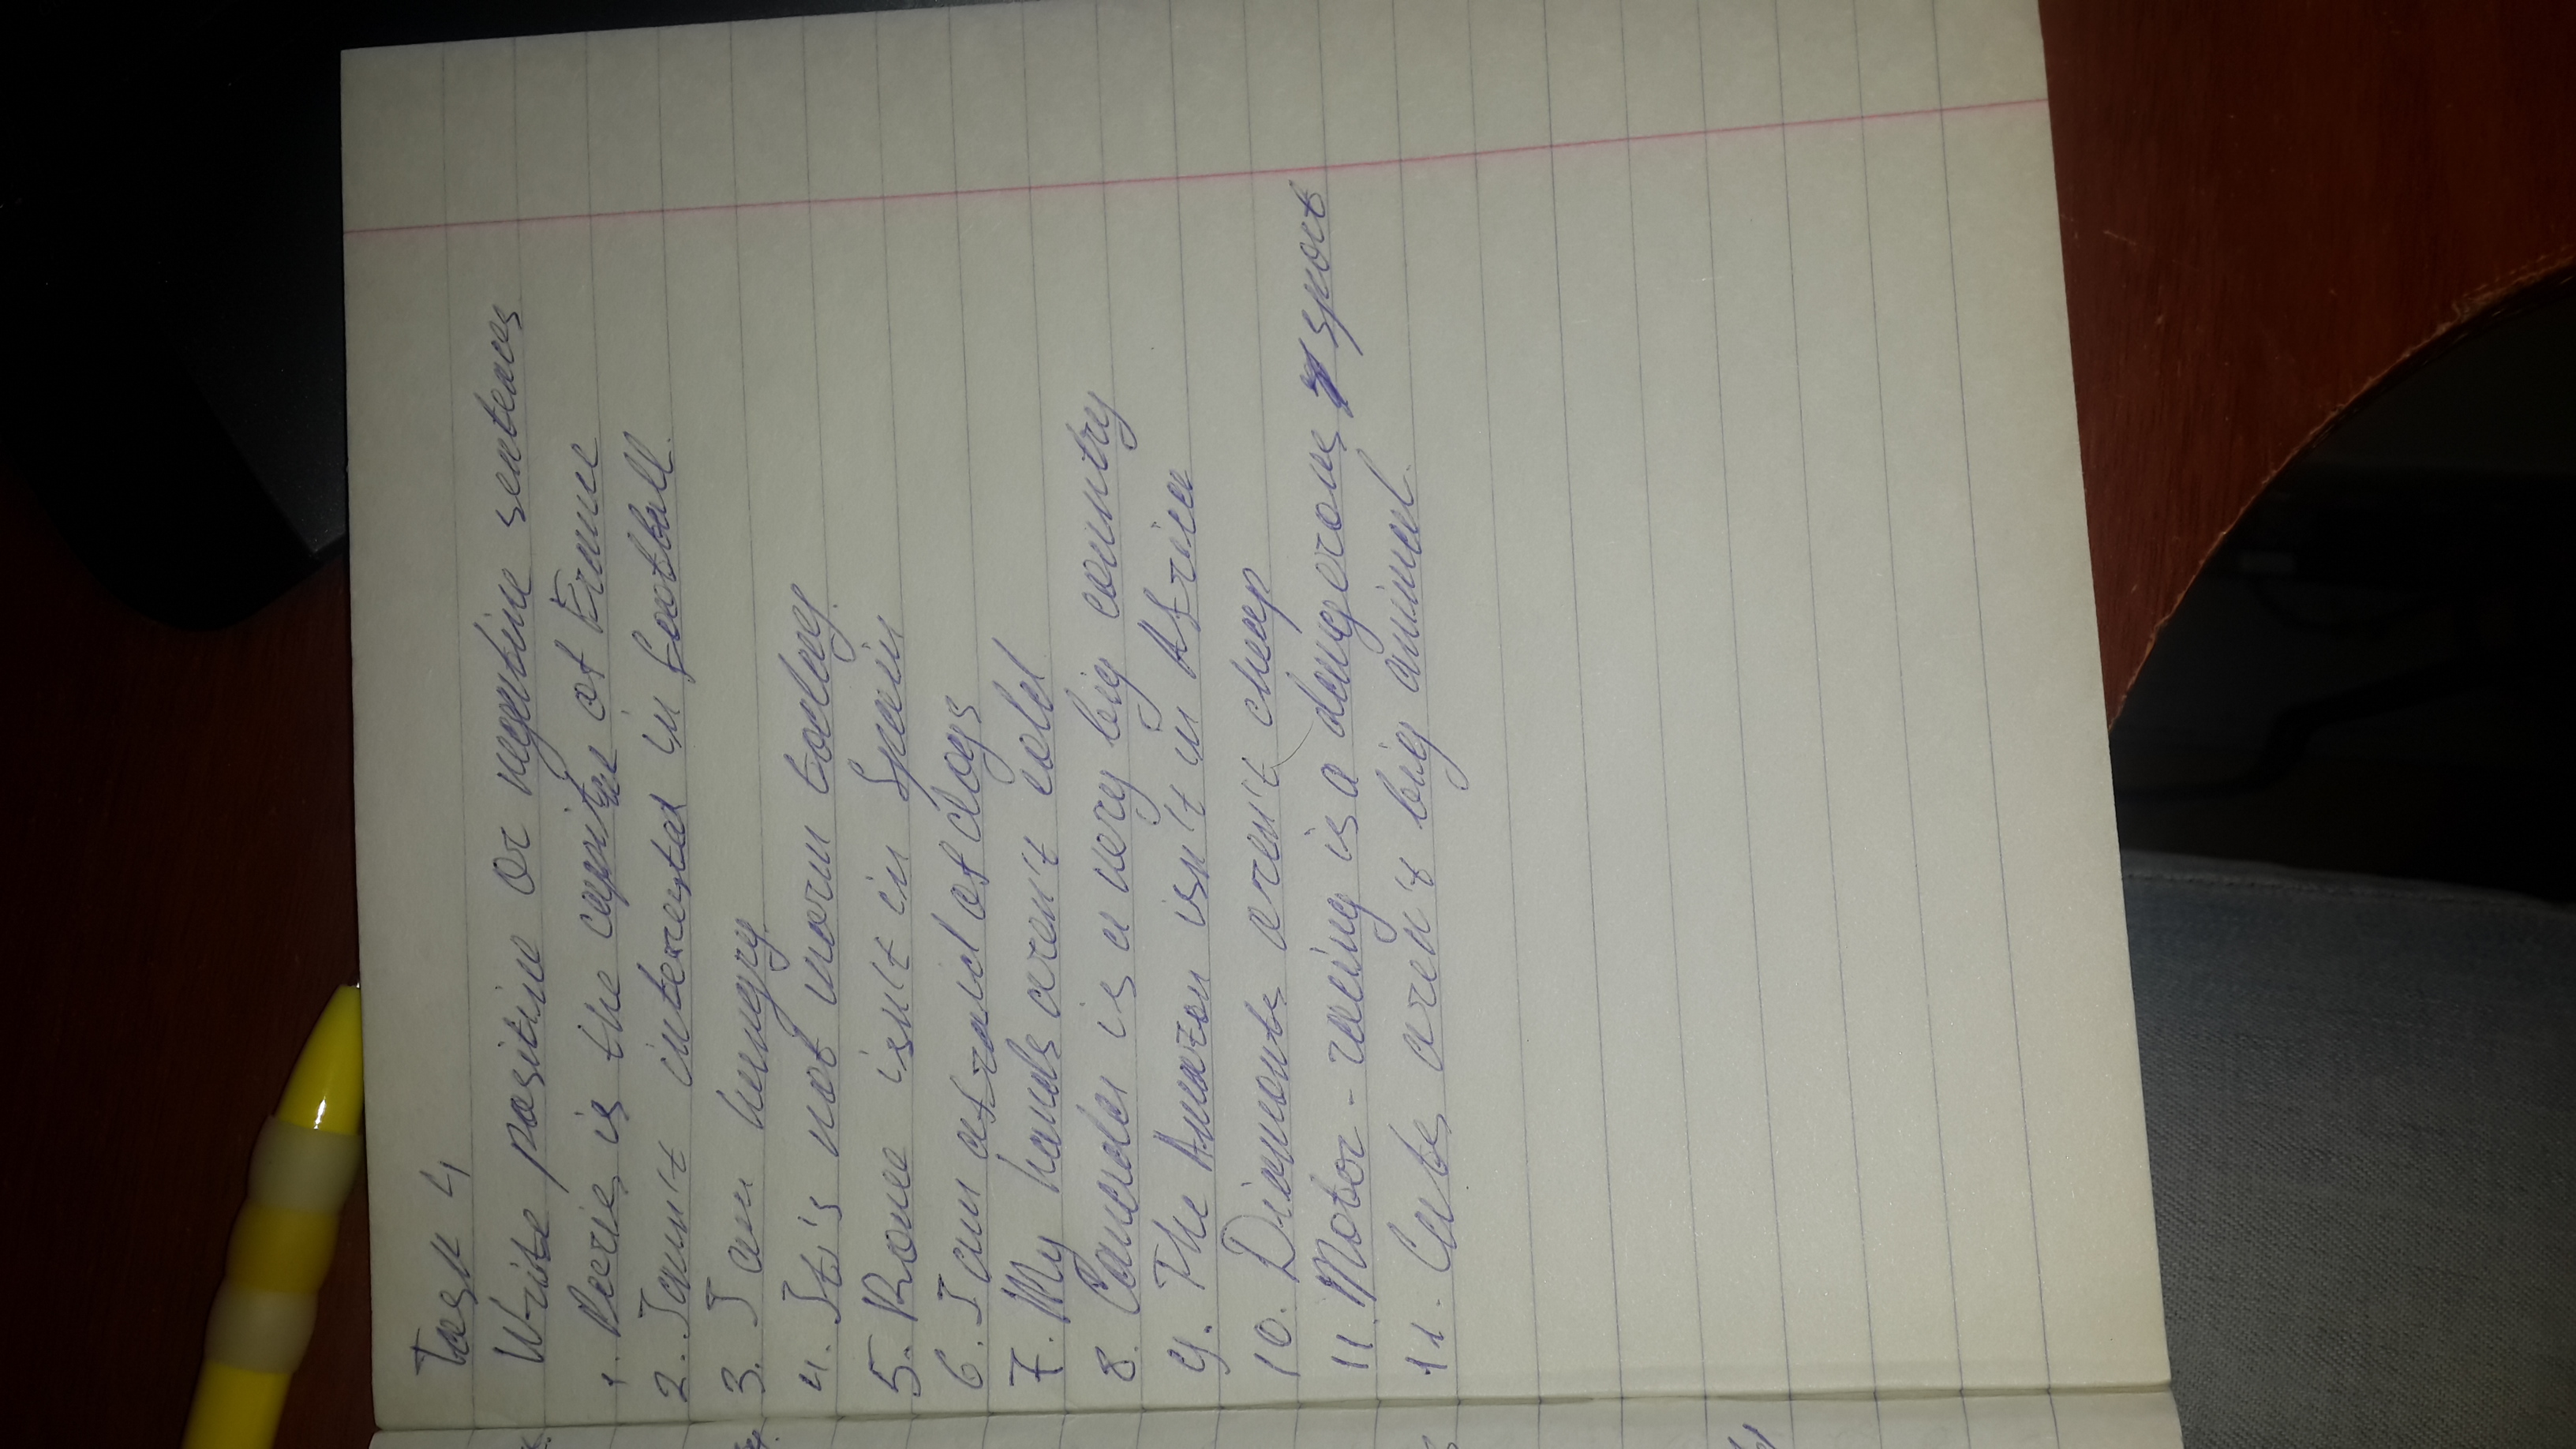 Task 4
Write positive or negative sentences
1. Paris is the capital of France
2. I amn't interested in football.
3. I am hungry.
4. It's not worm today.
5. Rome isn't in Spain
6. I am afraid of dogs
7. My hands aren't cold
8. Canada is a very big country
9. The Amazon isn't in Africa
10. Diamonts aren't cheap
11. Motor-racing is a dangerous sport
11. Cats aren't big animal.